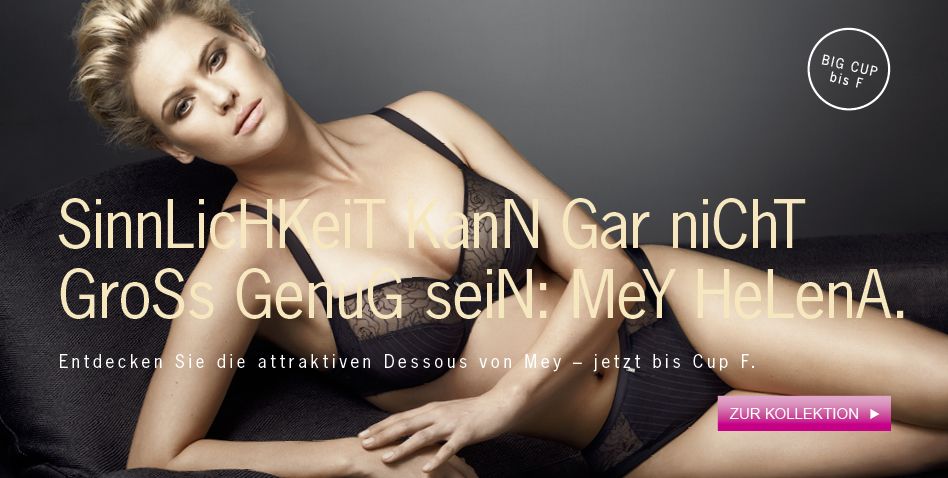 BIG CUP
bis F
SinnLicHKeiT KanN Gar niChT
GroSs GenuG seiN: MeY HeLenA.
Entdecken Sie die attraktiven Dessous von Mey – jetzt bis Cup F.
ZUR KOLLEKTION